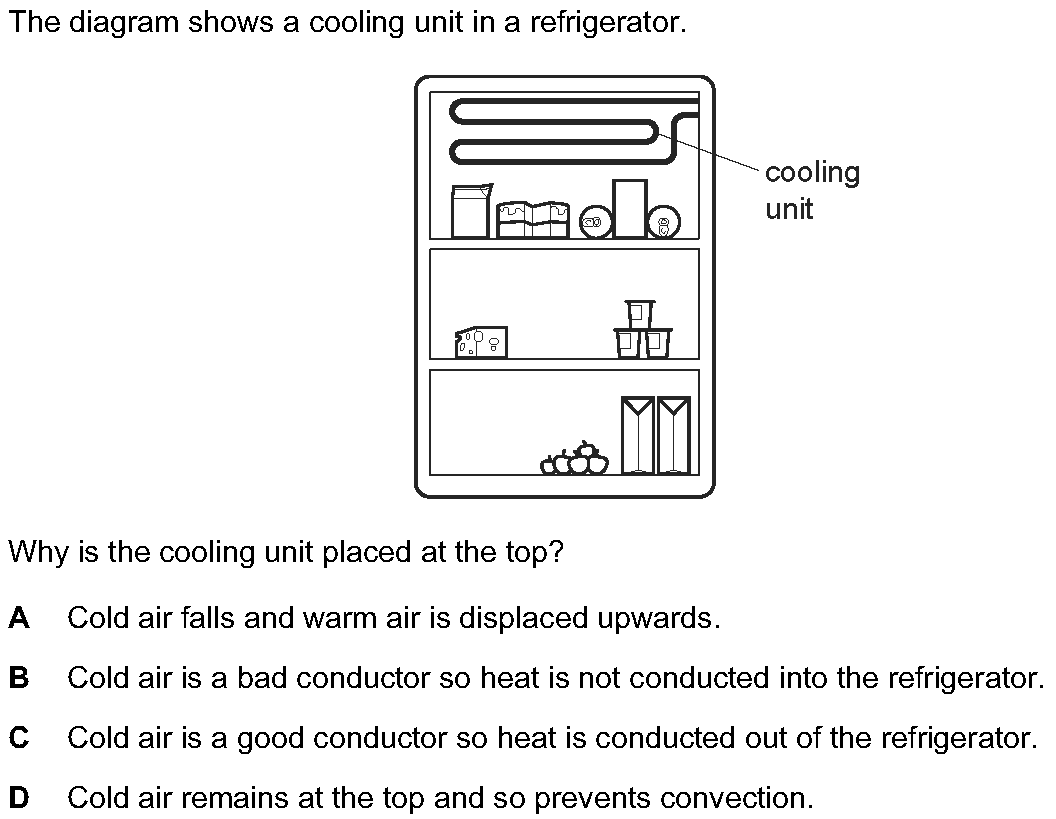 The diagram shows a cooling unit in a refrigerator.
cooling
unit
Why is the cooling unit placed at the top?
A Cold air falls and warm air is displaced upwards.
B Cold air is a bad conductor so heat is not conducted into the refrigerator.
C Cold air is a good conductor so heat is conducted out of the refrigerator.
D Cold air remains at the top and so prevents convection.